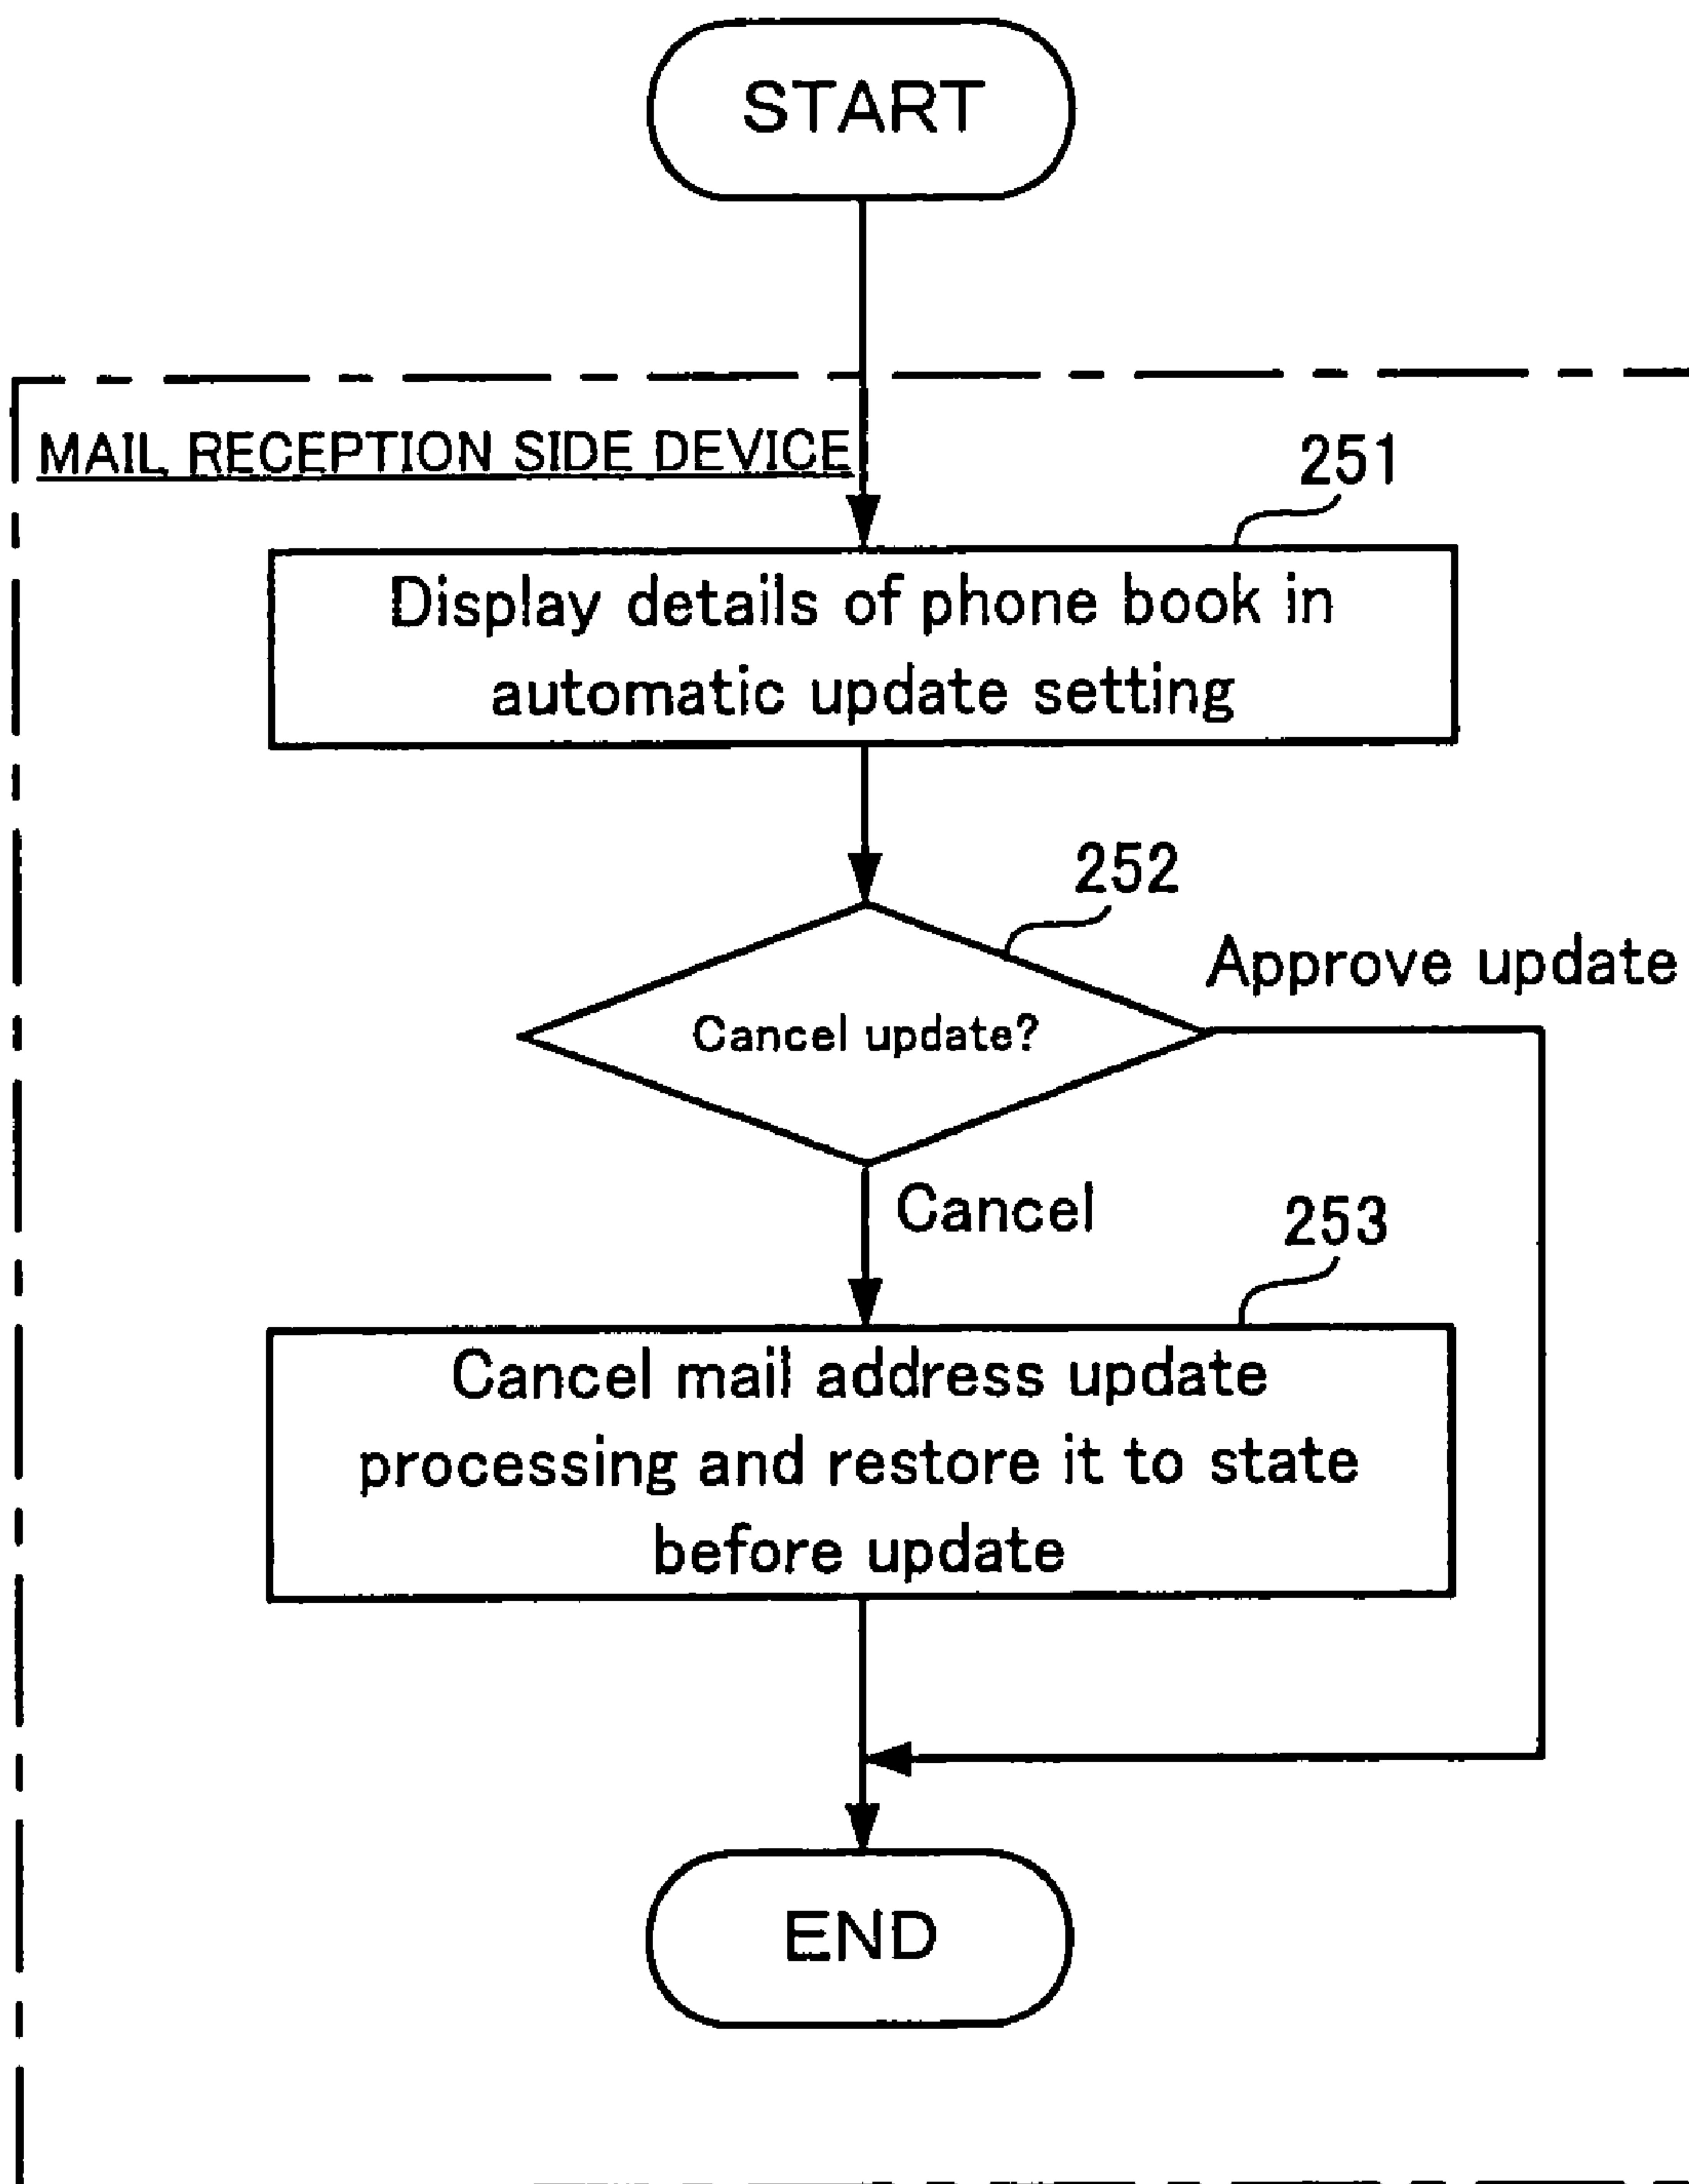 START
MAIL RECEPTION SIDE DEVICE
251
Display details of phone book in
automatic update setting
252
Approve update
Cancel update?
Cancel
253
Cancel mail address update
processing and restore it to state
before update
END